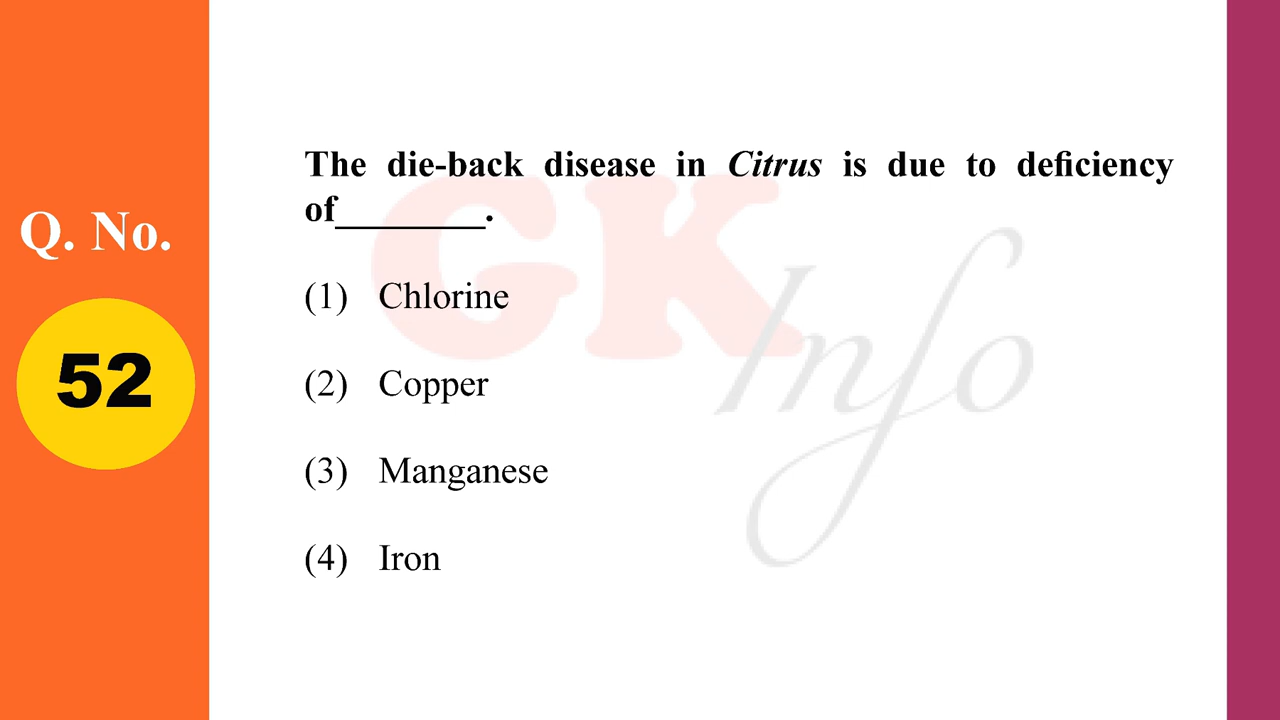 Q. No.
52
The die-back disease in Citrus is due to deficiency
of________.
(1) Chlorine
(2) Copper
(3) Manganese
(4) Iron
GK
Info